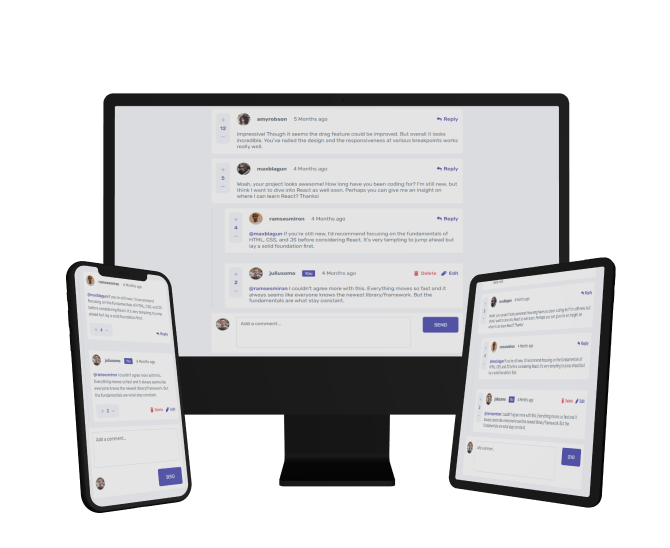 +
12
–
amyrobson 5 Months ago Reply
Impressive! Though it seems the drag feature could be improved. But overall it looks
incredible. You've nailed the design and the responsiveness at various breakpoints works
really well.
+
5
–
maxblagun 4 Months ago Reply
Woah, your project looks awesome! How long have you been coding for? I'm still new, but
think I want to dive into React as well soon. Perhaps you can give me an insight on
where I can learn React? Thanks!
+
4
–
ramsesmiron 4 Months ago Reply
@maxblagun If you're still new, I'd recommend focusing on the fundamentals of
HTML, CSS, and JS before considering React. It's very tempting to jump ahead but
lay a solid foundation first.
+
2
–
juliusomo You 4 Months ago Delete Edit
@ramsesmiran I couldn't agree more with this. Everything moves so fast and it
always seems like everyone knows the newest library/framework. But the
fundamentals are what stay constant.
Add a comment...
SEND
ramsesmiron 4 Months ago
@maxblagun If you're still new, I'd recommend
focusing on the fundamentals of HTML, CSS, and JS
before considering React. It's very tempting to jump
ahead but lay a solid foundation first.
+ 4 –
Reply
juliusomo You 4 Months ago
@ramsesmiron I couldn't agree more with this.
Everything moves so fast and it always seems like
everyone knows the newest library/framework. But
the fundamentals are what stay constant.
+ 2 –
Delete Edit
Add a comment...
SEND
maxblagun 4 Months ago Reply
Woah, your project looks awesome! How long have you been coding for? I'm still new, but
think I want to dive into React as well soon. Perhaps you can give me an insight on
where I can learn React? Thanks!
ramsesmiron 4 Months ago Reply
@maxblagun If you're still new, I'd recommend focusing on the fundamentals of
HTML, CSS, and JS before considering React. It's very tempting to jump ahead but
lay a solid foundation first.
juliusomo You 4 Months ago Delete Edit
@ramsesmiron I couldn't agree more with this. Everything moves so fast and it
always seems like everyone knows the newest library/framework. But the
fundamentals are what stay constant.
Add a comment...
SEND